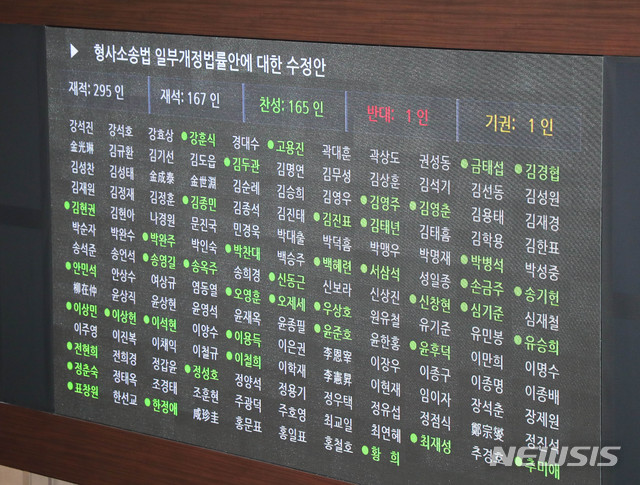 ▶ 형사소송법 일부개정법률안에 대한 수정안
재적: 295 인 재석: 167 인 찬성: 165 인 반대: 1 인 기권: 1 인
강석진 강석호 강효상 ●강훈식 경대수 ●고용진 곽대훈 곽상도 권성동 ●금태섭 ●김경협
金光琳 김규환 김기선 김도읍 ●김두관 김명연 김무성 김상훈 김석기 김선동 김성원
김성찬 김성태 金成泰 金世淵 김순례 김승희 김영우 ●김영주 ●김영춘 김용태 김재경
김재원 김정재 김정훈 ●김종민 김종석 김진태 ●김진표 ●김태년 김태흠 김학용 김한표
●김현권 김현아 나경원 문진국 민경욱 박대출 박덕흠 박맹우 박명재 ●박병석 박성중
박순자 박완수 ●박완주 박인숙 ●박찬대 백승주 ●백혜련 ●서삼석 성일종 ●손금주 ●송기헌
송석준 송언석 ●송영길 ●송옥주 송희경 ●신동근 신보라 신상진 ●신창현 ●심기준 심재철
●안민석 안상수 여상규 염동열 ●오영훈 ●오제세 ●우상호 원유철 유기준 유민봉 ●유승희
柳在仲 윤상직 윤상현 윤영석 윤재옥 윤종필 ●윤준호 윤한홍 ●윤후덕 이만희 이명수
●이상민 ●이상헌 ●이석현 이양수 ●이용득 이은권 李恩宰 이장우 이종구 이종명 이종배
이주영 이진복 이채익 이철규 ●이철희 이학재 李憲昇 이현재 임이자 장석춘 장제원
●전현희 전희경 정갑윤 ●정성호 정양석 정용기 정우택 정유섭 정점식 鄭宗燮 정진석
●정춘숙 정태옥 조경태 조훈현 주광덕 주호영 최교일 최연혜 ●최재성 추경호 ●추미애
●표창원 한선교 ●한정애 咸珍圭 홍문표 홍일표 홍철호 ●황 희
NEWSIS